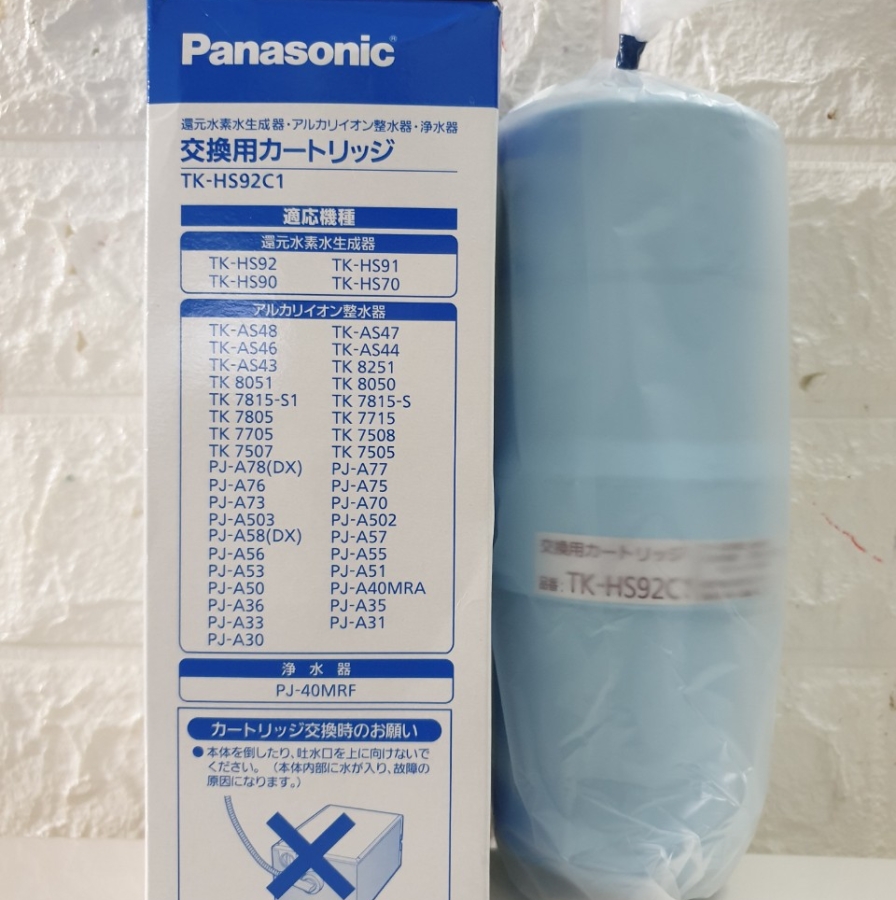 Panasonic®
還元水素水生成器・アルカリイオン整水器・浄水器
交換用カートリッジ
TK-HS92C1
適応機種
還元水素水生成器
TK-HS92 TK-HS91
TK-HS90 TK-HS70
アルカリイオン整水器
TK-AS48 TK-AS47
TK-AS46 TK-AS44
TK-AS43 TK 8251
TK 8051 TK 8050
TK 7815-S1 TK 7815-S
TK 7805 TK 7715
TK 7705 TK 7508
TK 7507 TK 7505
PJ-A78(DX) PJ-A77
PJ-A76 PJ-A75
PJ-A73 PJ-A70
PJ-A503 PJ-A502
PJ-A58(DX) PJ-A57
PJ-A56 PJ-A55
PJ-A53 PJ-A51
PJ-A50 PJ-A40MRA
PJ-A36 PJ-A35
PJ-A33 PJ-A31
PJ-A30
浄水器
PJ-40MRF
カートリッジ交換時のお願い
●本体を倒したり、吐水口を上に向けないで
ください。（本体内部に水が入り、故障の
原因になります。）
交換用カートリッジ
品番：TK-HS92C1